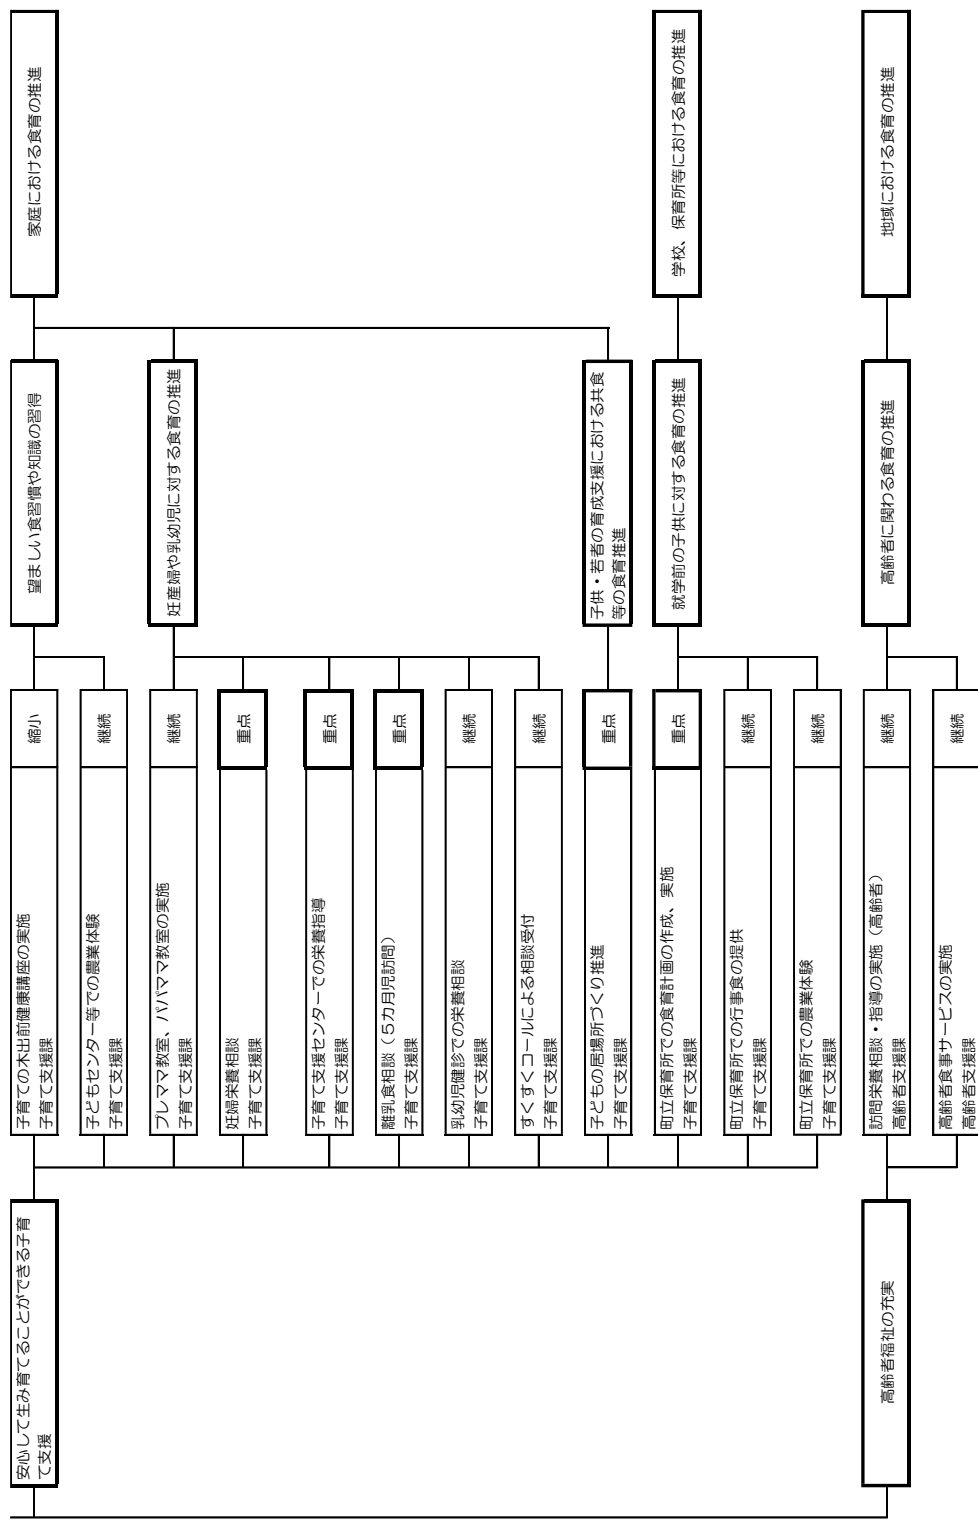 安心して生み育てることができる子育
て支援
子育ての木出前健康講座の実施
子育て支援課
縮小
望ましい食習慣や知識の習得
家庭における食育の推進
子どもセンター等での農業体験
子育て支援課
継続
プレママ教室、パパママ教室の実施
子育て支援課
継続
妊産婦や乳幼児に対する食育の推進
妊婦栄養相談
子育て支援課
重点
子育て支援センターでの栄養指導
子育て支援課
重点
離乳食相談（５カ月児訪問）
子育て支援課
重点
乳幼児健診での栄養相談
子育て支援課
継続
すくすくコールによる相談受付
子育て支援課
継続
子どもの居場所づくり推進
子育て支援課
重点
子供・若者の育成支援における共食
等の食育推進
町立保育所での食育計画の作成、実施
子育て支援課
重点
就学前の子供に対する食育の推進
学校、保育所等における食育の推進
町立保育所での行事食の提供
子育て支援課
継続
町立保育所での農業体験
子育て支援課
継続
高齢者福祉の充実
訪問栄養相談・指導の実施（高齢者）
高齢者支援課
継続
高齢者に関わる食育の推進
地域における食育の推進
高齢者食事サービスの実施
高齢者支援課
継続